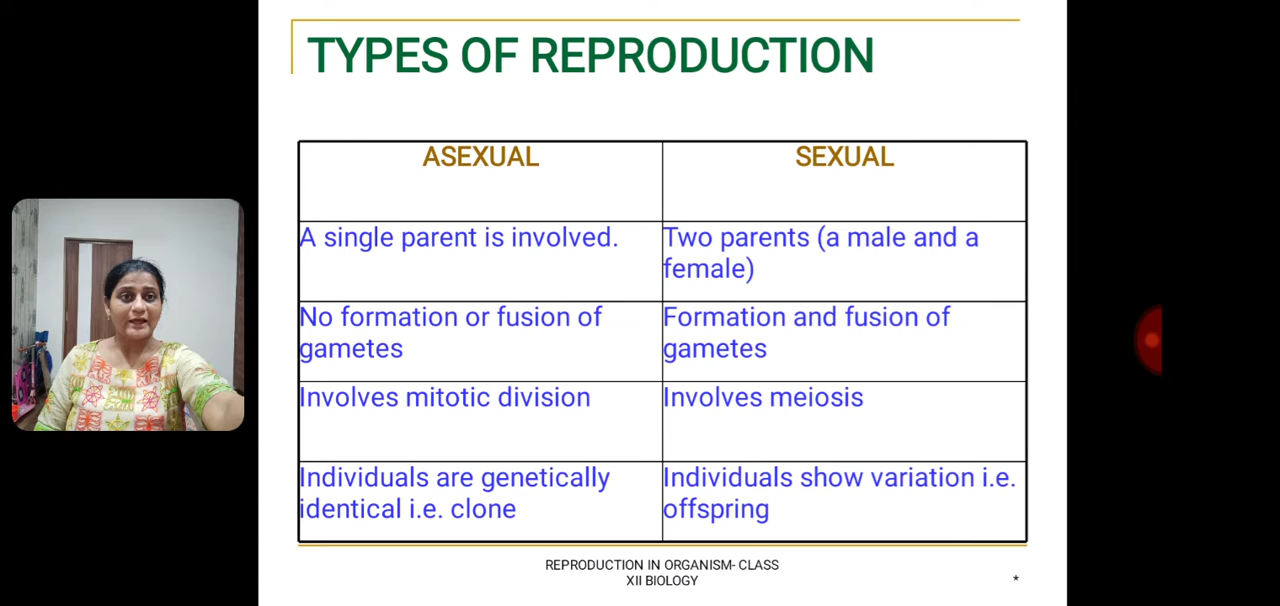 TYPES OF REPRODUCTION
ASEXUAL
SEXUAL
A single parent is involved.
Two parents (a male and a
female)
No formation or fusion of
gametes
Formation and fusion of
gametes
Involves mitotic division
Involves meiosis
Individuals are genetically
identical i.e. clone
Individuals show variation i.e.
offspring
REPRODUCTION IN ORGANISM- CLASS
XII BIOLOGY
*